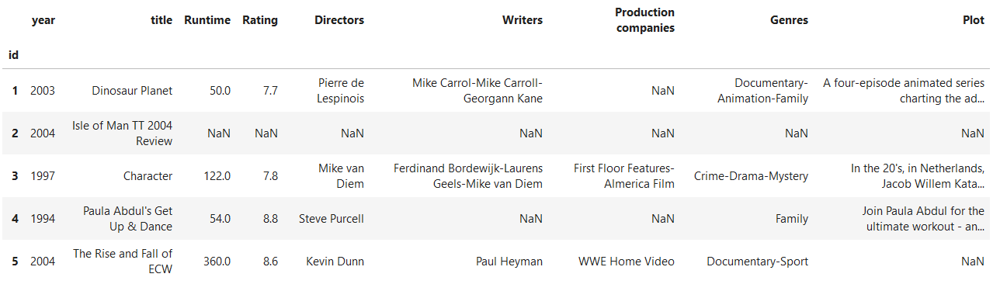 year title Runtime Rating Directors Writers Production companies Genres Plot
id
1 2003 Dinosaur Planet 50.0 7.7 Pierre de Lespinois Mike Carrol-Mike Carroll-Georgann Kane NaN Documentary-Animation-Family A four-episode animated series charting the ad...
2 2004 Isle of Man TT 2004 Review NaN NaN NaN NaN NaN NaN NaN
3 1997 Character 122.0 7.8 Mike van Diem Ferdinand Bordewijk-Laurens Geels-Mike van Diem First Floor Features-Almerica Film Crime-Drama-Mystery In the 20's, in Netherlands, Jacob Willem Kata...
4 1994 Paula Abdul's Get Up & Dance 54.0 8.8 Steve Purcell NaN NaN Family Join Paula Abdul for the ultimate workout - an...
5 2004 The Rise and Fall of ECW 360.0 8.6 Kevin Dunn Paul Heyman WWE Home Video Documentary-Sport NaN